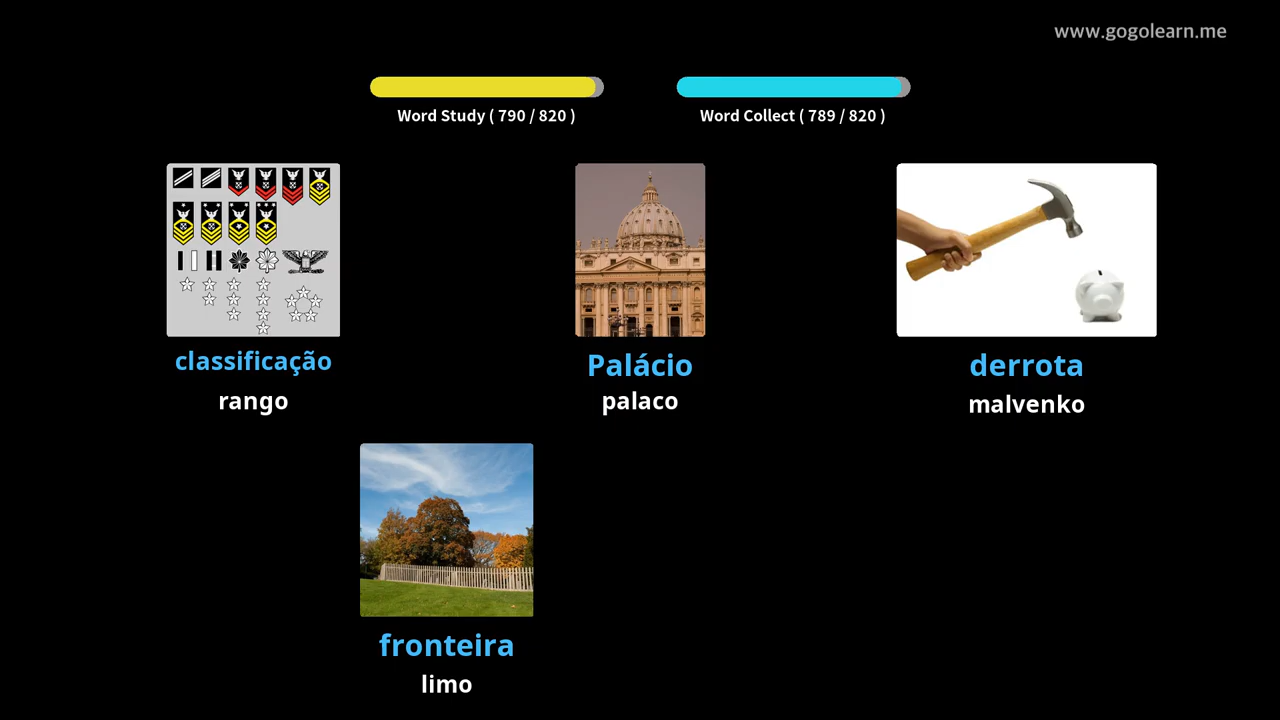 www.gogolearn.me
Word Study ( 790 / 820 )
Word Collect ( 789 / 820 )
classificação
rango
Palácio
palaco
derrota
malvenko
fronteira
limo